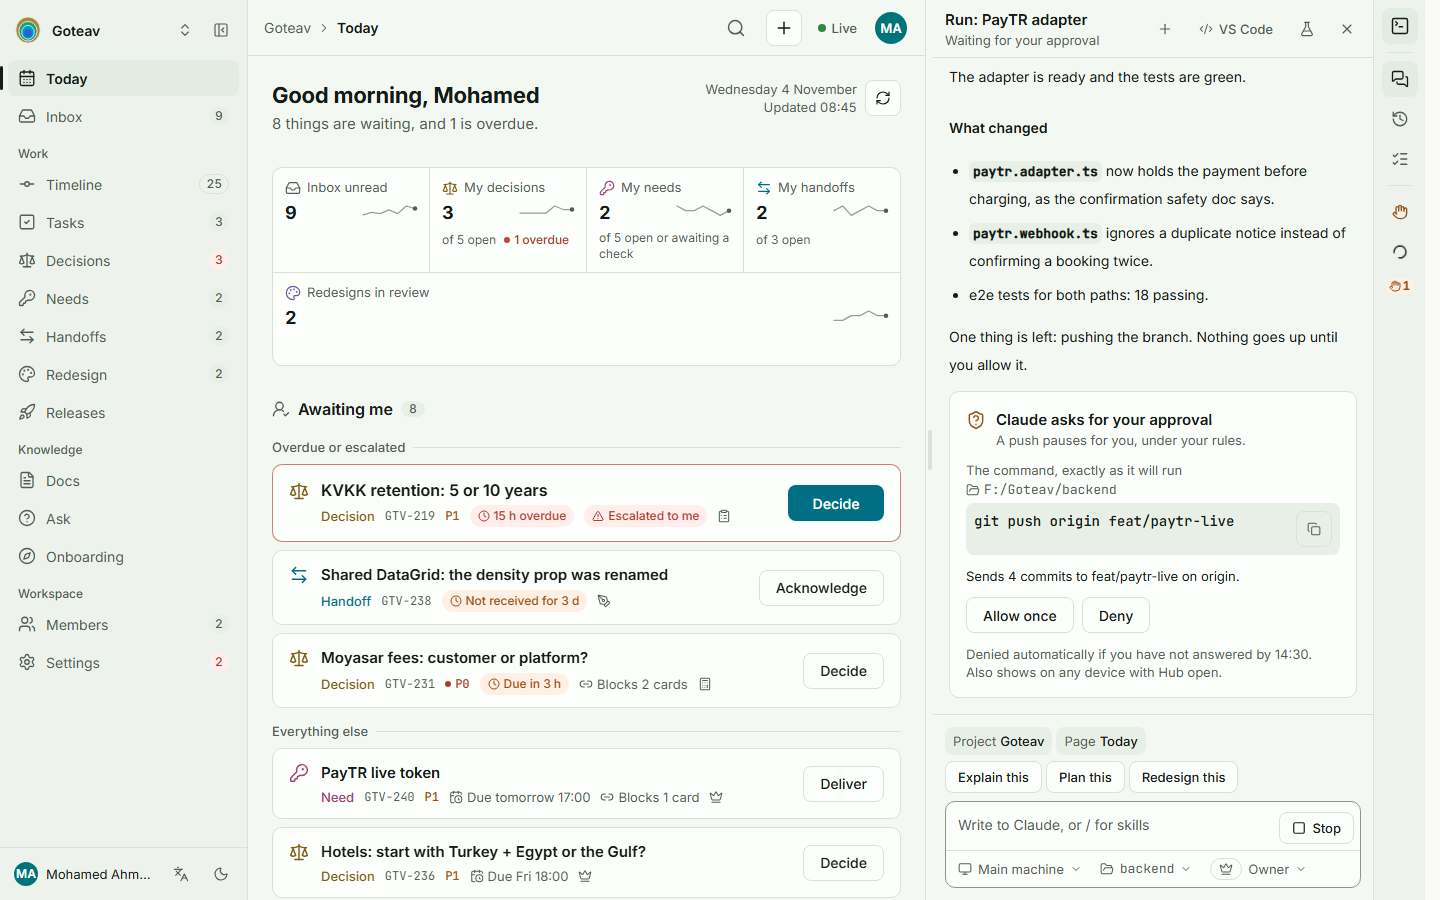 Goteav
Today
Inbox 9
Work
Timeline 25
Tasks 3
Decisions 3
Needs 2
Handoffs 2
Redesign 2
Releases
Knowledge
Docs
Ask
Onboarding
Workspace
Members 2
Settings 2
MA Mohamed Ahm...
Goteav > Today
Live MA
Good morning, Mohamed
8 things are waiting, and 1 is overdue.
Wednesday 4 November
Updated 08:45
Inbox unread
9
My decisions
3
of 5 open 1 overdue
My needs
2
of 5 open or awaiting a
check
My handoffs
2
of 3 open
Redesigns in review
2
Awaiting me 8
Overdue or escalated
KVKK retention: 5 or 10 years
Decision GTV-219 P1 15 h overdue Escalated to me
Decide
Shared DataGrid: the density prop was renamed
Handoff GTV-238 Not received for 3 d
Acknowledge
Moyasar fees: customer or platform?
Decision GTV-231 P0 Due in 3 h Blocks 2 cards
Decide
Everything else
PayTR live token
Need GTV-240 P1 Due tomorrow 17:00 Blocks 1 card
Deliver
Hotels: start with Turkey + Egypt or the Gulf?
Decision GTV-236 P1 Due Fri 18:00
Decide
Run: PayTR adapter
Waiting for your approval
VS Code
The adapter is ready and the tests are green.
What changed
• paytr.adapter.ts now holds the payment before
charging, as the confirmation safety doc says.
• paytr.webhook.ts ignores a duplicate notice instead of
confirming a booking twice.
• e2e tests for both paths: 18 passing.
One thing is left: pushing the branch. Nothing goes up until
you allow it.
Claude asks for your approval
A push pauses for you, under your rules.
The command, exactly as it will run
F:/Goteav/backend
git push origin feat/paytr-live
Sends 4 commits to feat/paytr-live on origin.
Allow once Deny
Denied automatically if you have not answered by 14:30.
Also shows on any device with Hub open.
Project Goteav Page Today
Explain this Plan this Redesign this
Write to Claude, or / for skills
Stop
Main machine backend Owner
1